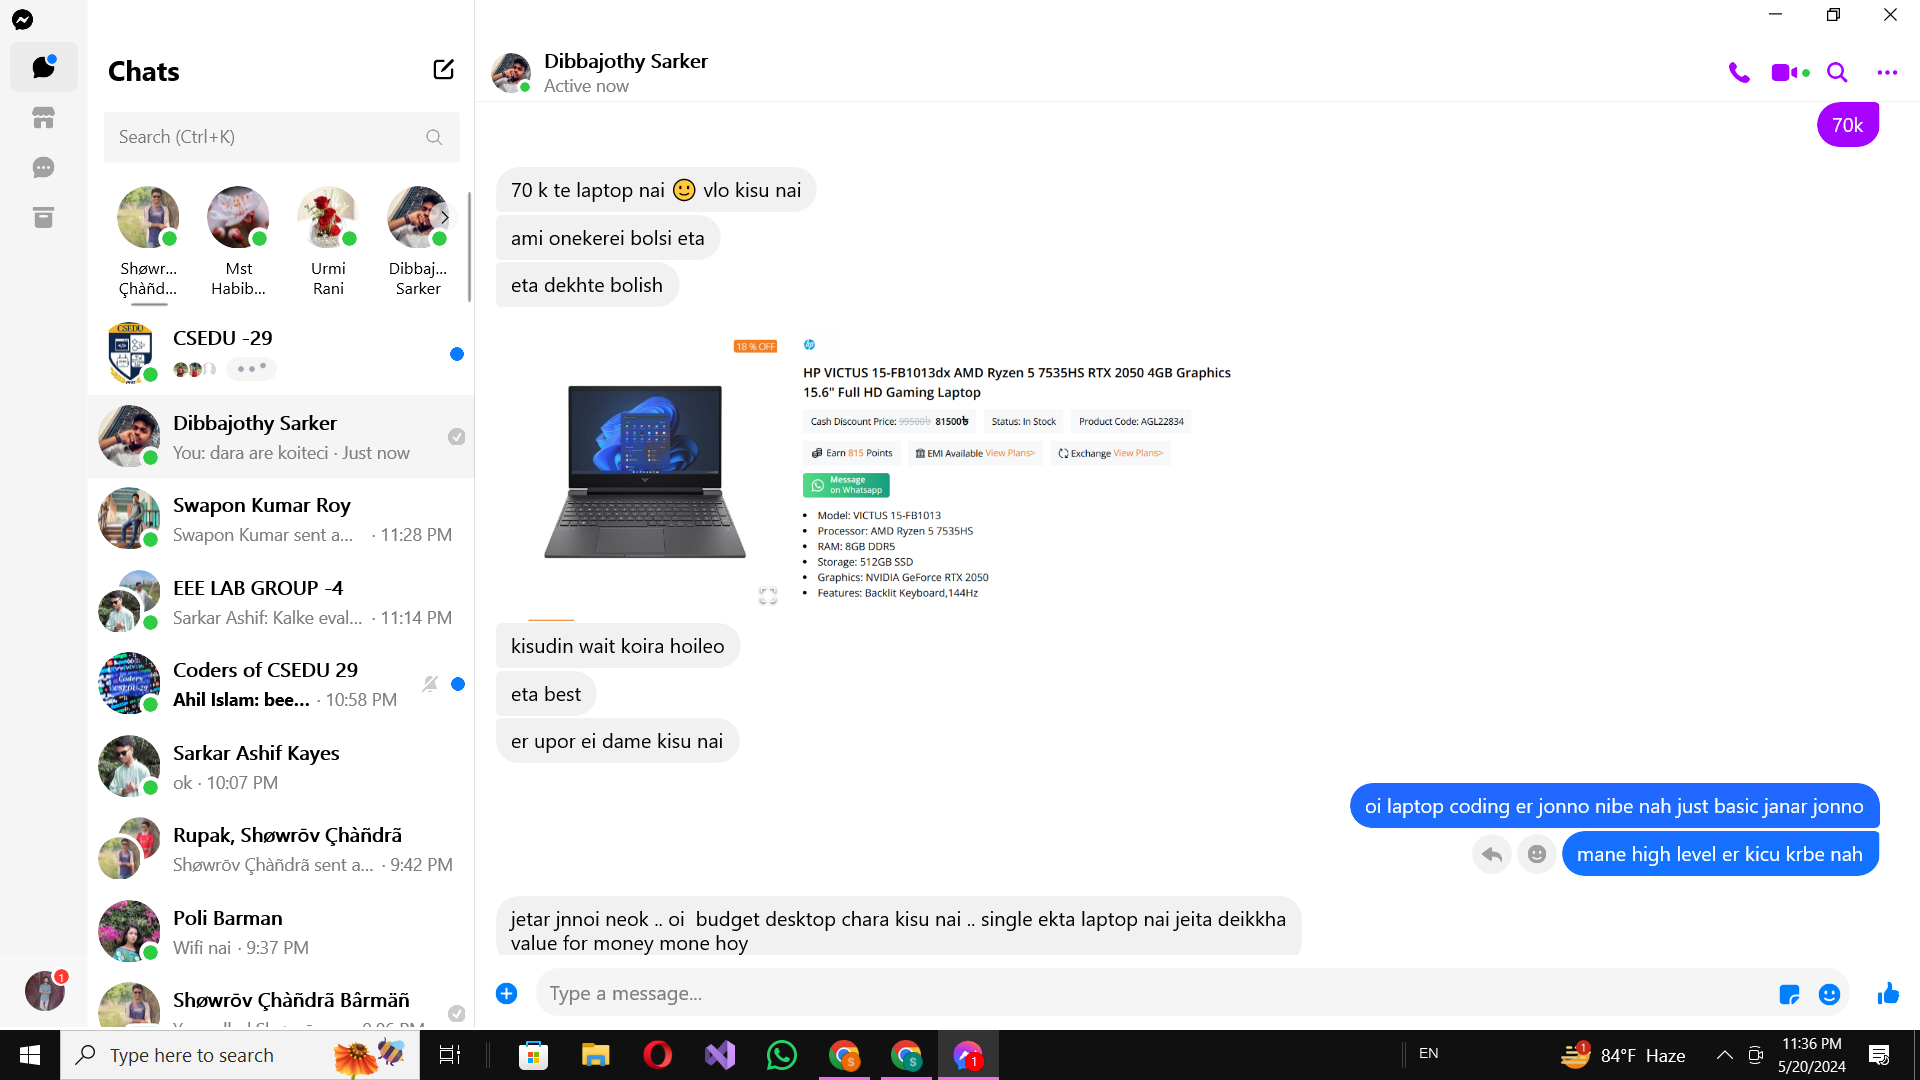 Chats
Search (Ctrl+K)
Shøwr...
Çhàñd...
Mst
Habib...
Urmi
Rani
Dibbaj...
Sarker
CSEDU -29
Dibbajothy Sarker
You: dara are koiteci · Just now
Swapon Kumar Roy
Swapon Kumar sent a... · 11:28 PM
EEE LAB GROUP -4
Sarkar Ashif: Kalke eval... · 11:14 PM
Coders of CSEDU 29
Ahil Islam: bee... · 10:58 PM
Sarkar Ashif Kayes
ok · 10:07 PM
Rupak, Shøwrōv Çhàñdrã
Shøwrōv Çhàñdrã sent a... · 9:42 PM
Poli Barman
Wifi nai · 9:37 PM
Shøwrōv Çhàñdrã Bârmäñ
1
Dibbajothy Sarker
Active now
70k
70 k te laptop nai 🙂 vlo kisu nai
ami onekerei bolsi eta
eta dekhte bolish
18 % OFF
hp
HP VICTUS 15-FB1013dx AMD Ryzen 5 7535HS RTX 2050 4GB Graphics
15.6" Full HD Gaming Laptop
Cash Discount Price: 99500৳ 81500৳ Status: In Stock Product Code: AGL22834
Earn 815 Points EMI Available View Plans> Exchange View Plans>
Message
on Whatsapp
• Model: VICTUS 15-FB1013
• Processor: AMD Ryzen 5 7535HS
• RAM: 8GB DDR5
• Storage: 512GB SSD
• Graphics: NVIDIA GeForce RTX 2050
• Features: Backlit Keyboard,144Hz
kisudin wait koira hoileo
eta best
er upor ei dame kisu nai
oi laptop coding er jonno nibe nah just basic janar jonno
mane high level er kicu krbe nah
jetar jnnoi neok .. oi  budget desktop chara kisu nai .. single ekta laptop nai jeita deikkha
value for money mone hoy
Type a message...
Type here to search
S
S
1
EN
1
84°F Haze
11:36 PM
5/20/2024